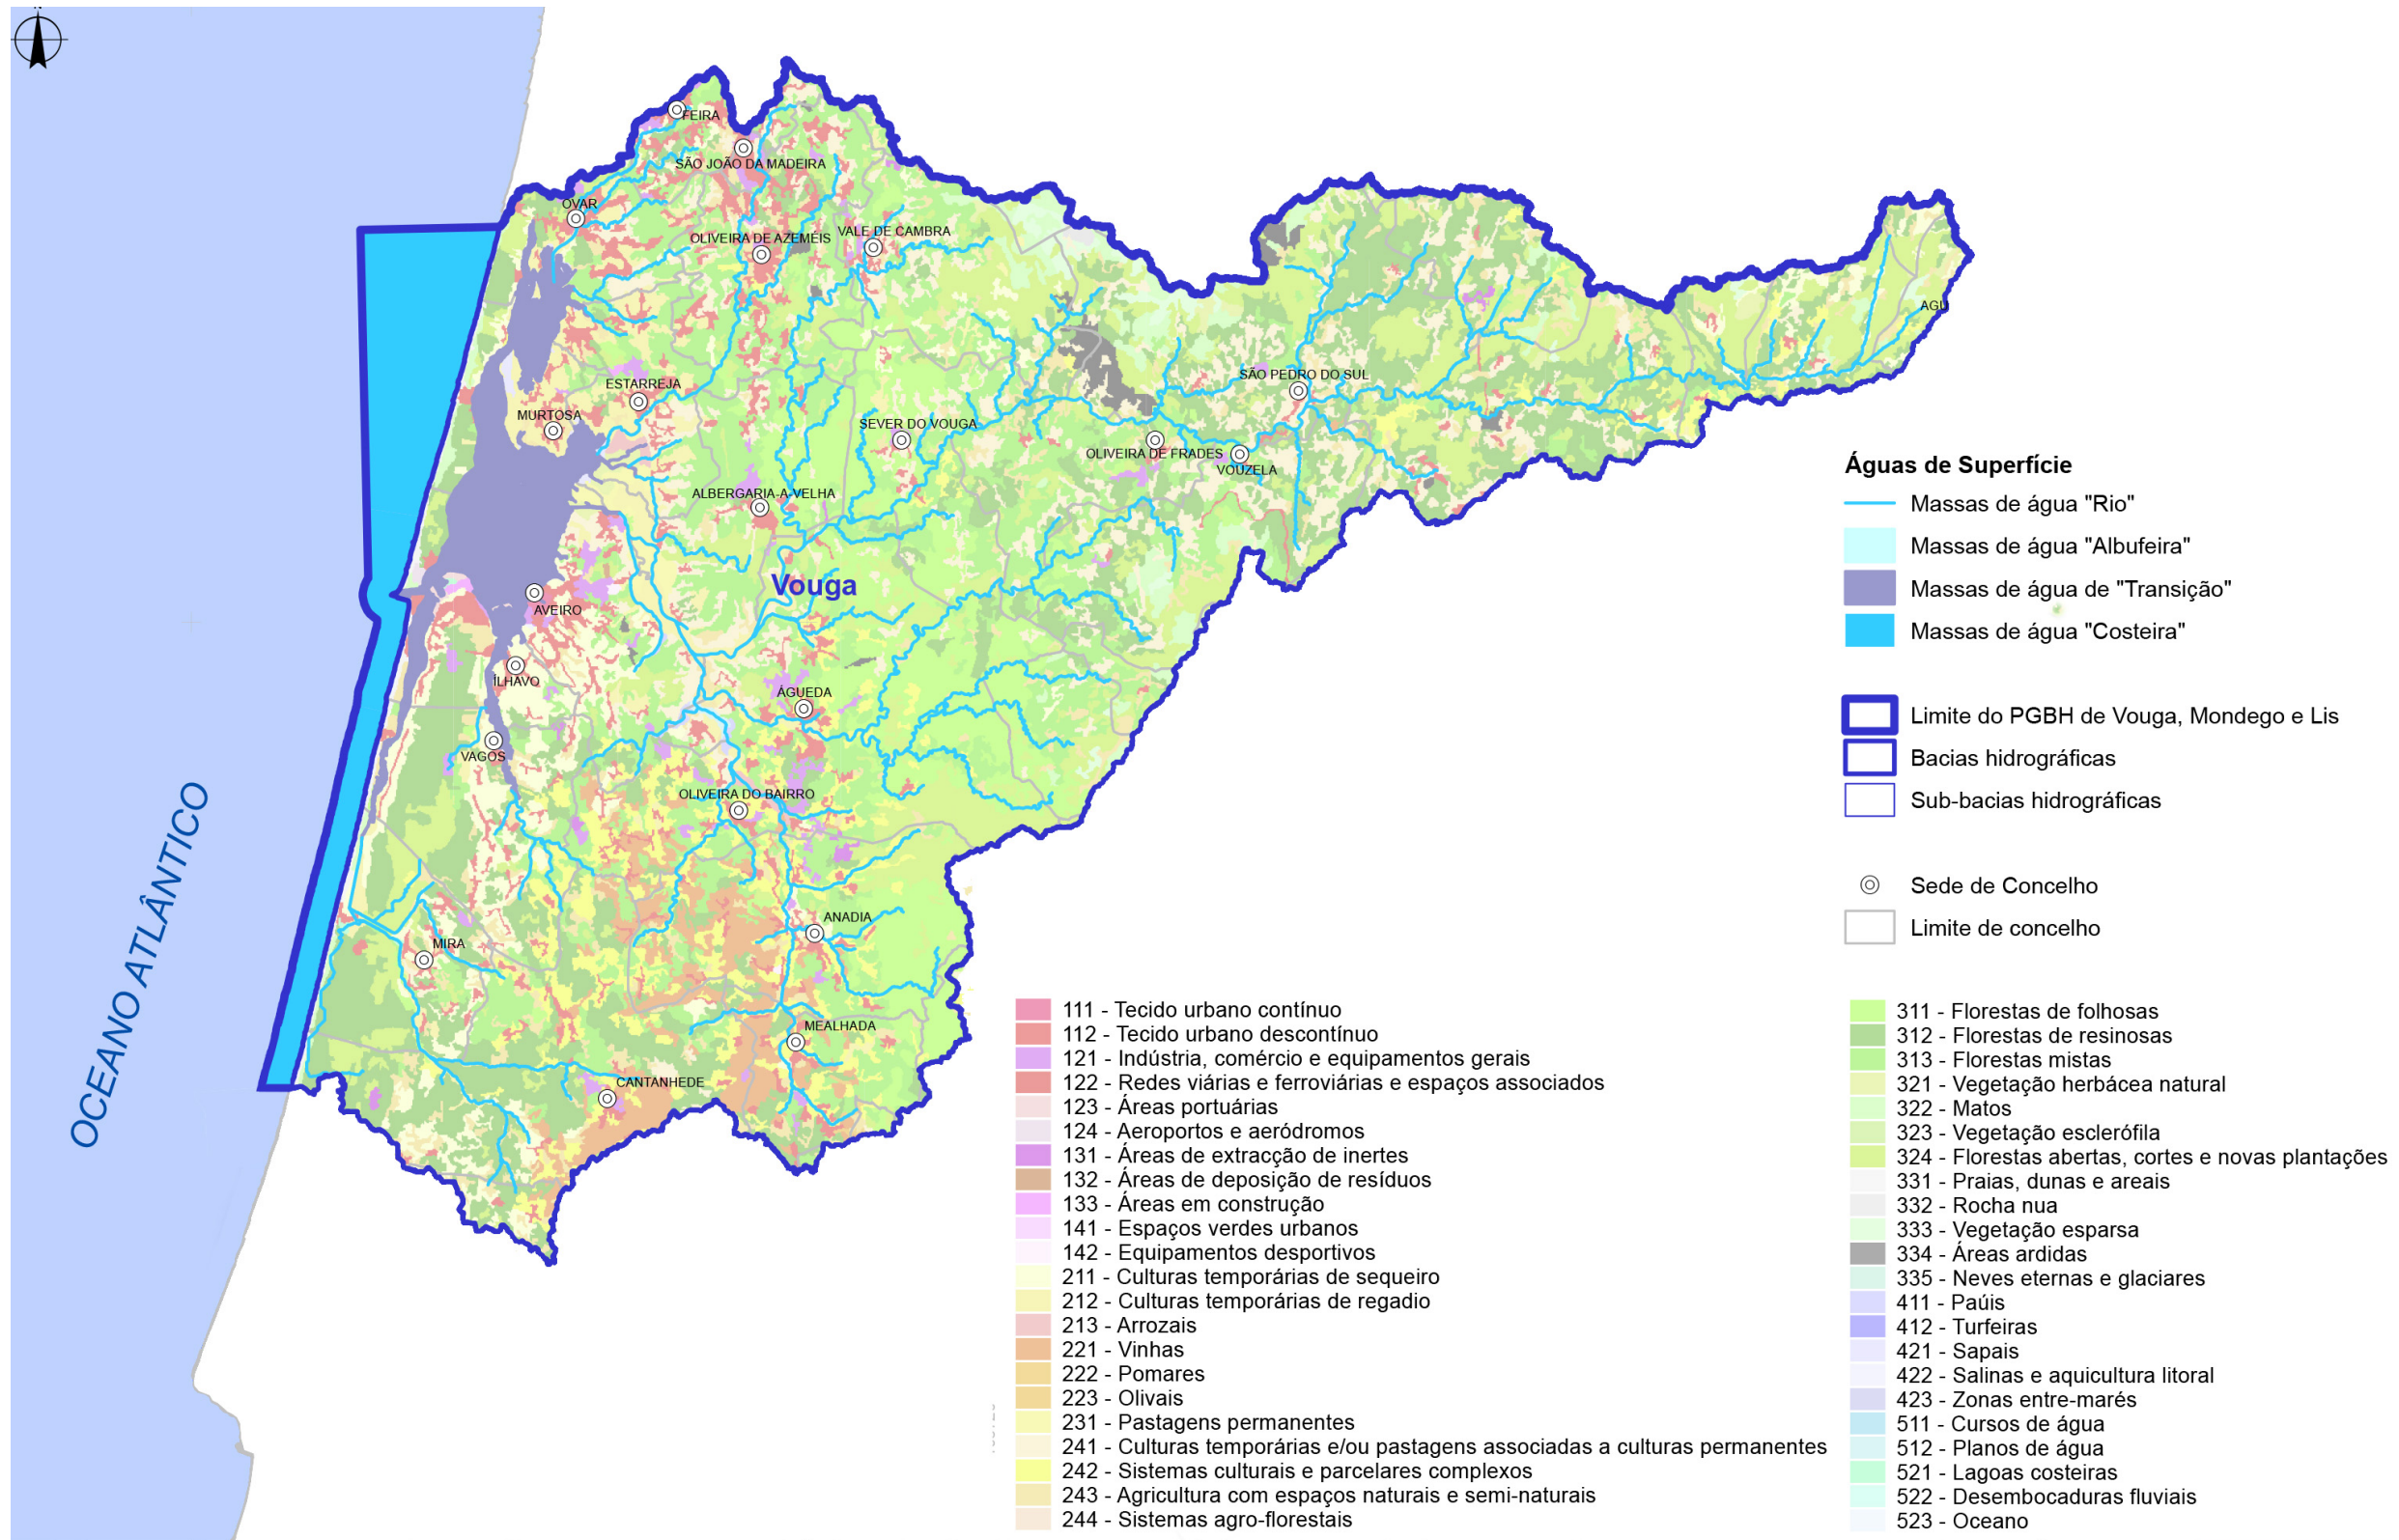 FEIRA
SÃO JOÃO DA MADEIRA
OVAR
OLIVEIRA DE AZEMÉIS
VALE DE CAMBRA
AGU
ESTARREJA
SÃO PEDRO DO SUL
MURTOSA
SEVER DO VOUGA
OLIVEIRA DE FRADES
VOUZELA
ALBERGARIA-A-VELHA
Vouga
AVEIRO
ÍLHAVO
ÁGUEDA
VAGOS
OLIVEIRA DO BAIRRO
OCEANO ATLÂNTICO
ANADIA
MIRA
MEALHADA
CANTANHEDE
Águas de Superfície
Massas de água "Rio"
Massas de água "Albufeira"
Massas de água de "Transição"
Massas de água "Costeira"
Limite do PGBH de Vouga, Mondego e Lis
Bacias hidrográficas
Sub-bacias hidrográficas
Sede de Concelho
Limite de concelho
111 - Tecido urbano contínuo
112 - Tecido urbano descontínuo
121 - Indústria, comércio e equipamentos gerais
122 - Redes viárias e ferroviárias e espaços associados
123 - Áreas portuárias
124 - Aeroportos e aeródromos
131 - Áreas de extracção de inertes
132 - Áreas de deposição de resíduos
133 - Áreas em construção
141 - Espaços verdes urbanos
142 - Equipamentos desportivos
211 - Culturas temporárias de sequeiro
212 - Culturas temporárias de regadio
213 - Arrozais
221 - Vinhas
222 - Pomares
223 - Olivais
231 - Pastagens permanentes
241 - Culturas temporárias e/ou pastagens associadas a culturas permanentes
242 - Sistemas culturais e parcelares complexos
243 - Agricultura com espaços naturais e semi-naturais
244 - Sistemas agro-florestais
311 - Florestas de folhosas
312 - Florestas de resinosas
313 - Florestas mistas
321 - Vegetação herbácea natural
322 - Matos
323 - Vegetação esclerófila
324 - Florestas abertas, cortes e novas plantações
331 - Praias, dunas e areais
332 - Rocha nua
333 - Vegetação esparsa
334 - Áreas ardidas
335 - Neves eternas e glaciares
411 - Paúis
412 - Turfeiras
421 - Sapais
422 - Salinas e aquicultura litoral
423 - Zonas entre-marés
511 - Cursos de água
512 - Planos de água
521 - Lagoas costeiras
522 - Desembocaduras fluviais
523 - Oceano